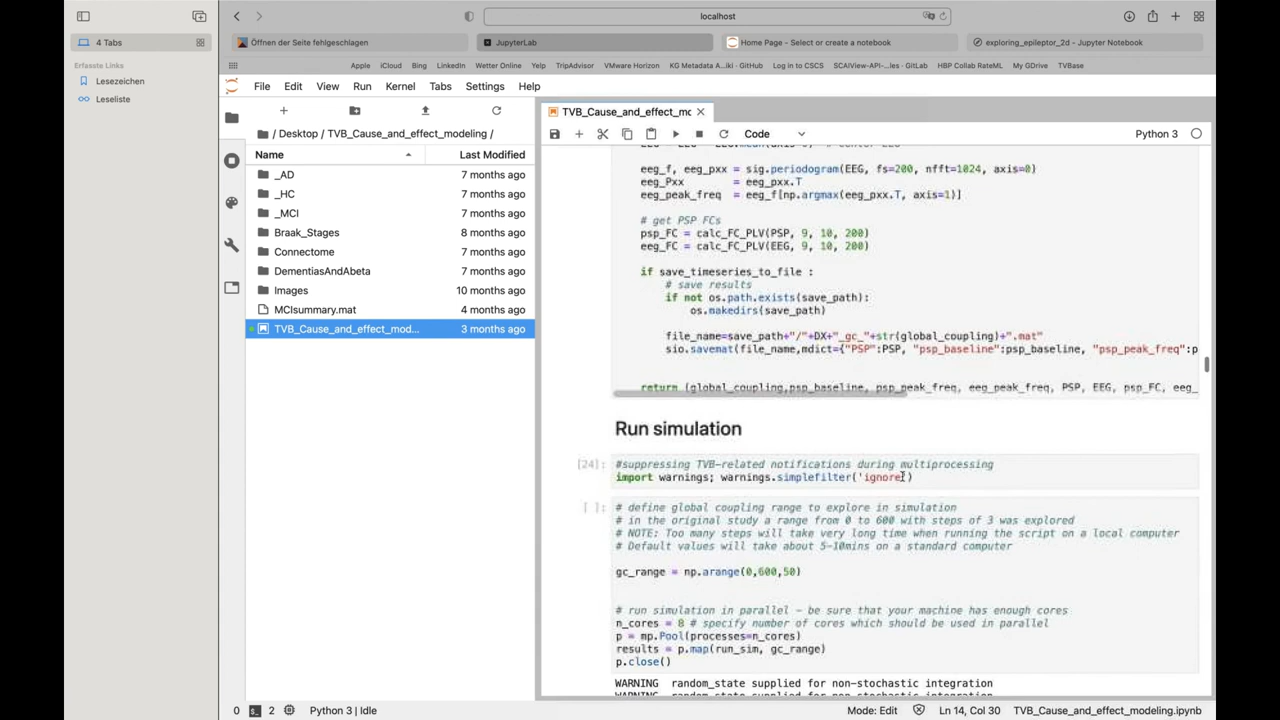 localhost
4 Tabs
Öffnen der Seite fehlgeschlagen
JupyterLab
Home Page - Select or create a notebook
exploring_epileptor_2d - Jupyter Notebook
Erfasste Links
Apple iCloud Bing LinkedIn Wetter Online Yelp TripAdvisor VMware Horizon KG Metadata A...iki · GitHub Log in to CSCS SCAIView-API-...ies · GitLab HBP Collab RateML My GDrive TVBase
Lesezeichen
Leseliste
File Edit View Run Kernel Tabs Settings Help
TVB_Cause_and_effect_mc
/ Desktop / TVB_Cause_and_effect_modeling /
Code
Python 3
Name Last Modified
_AD 7 months ago
_HC 7 months ago
_MCI 7 months ago
Braak_Stages 8 months ago
Connectome 7 months ago
DementiasAndAbeta 7 months ago
Images 10 months ago
MCIsummary.mat 4 months ago
TVB_Cause_and_effect_mod... 3 months ago
eeg_f, eeg_pxx = sig.periodogram(EEG, fs=200, nfft=1024, axis=0)
eeg_Pxx = eeg_pxx.T
eeg_peak_freq = eeg_f[np.argmax(eeg_pxx.T, axis=1)]
# get PSP FCs
psp_FC = calc_FC_PLV(PSP, 9, 10, 200)
eeg_FC = calc_FC_PLV(EEG, 9, 10, 200)
if save_timeseries_to_file :
# save results
if not os.path.exists(save_path):
os.makedirs(save_path)
file_name=save_path+"/"+DX+"_gc_"+str(global_coupling)+".mat"
sio.savemat(file_name,mdict={"PSP":PSP, "psp_baseline":psp_baseline, "psp_peak_freq":p
return (global_coupling,psp_baseline, psp_peak_freq, eeg_peak_freq, PSP, EEG, psp_FC, eeg_
Run simulation
[24]: #suppressing TVB-related notifications during multiprocessing
import warnings; warnings.simplefilter('ignore')
[ ]: # define global coupling range to explore in simulation
# in the original study a range from 0 to 600 with steps of 3 was explored
# NOTE: Too many steps will take very long time when running the script on a local computer
# Default values will take about 5-10mins on a standard computer
gc_range = np.arange(0,600,50)
# run simulation in parallel - be sure that your machine has enough cores
n_cores = 8 # specify number of cores which should be used in parallel
p = mp.Pool(processes=n_cores)
results = p.map(run_sim, gc_range)
p.close()
WARNING random_state supplied for non-stochastic integration
0 2 Python 3 | Idle Mode: Edit Ln 14, Col 30 TVB_Cause_and_effect_modeling.ipynb